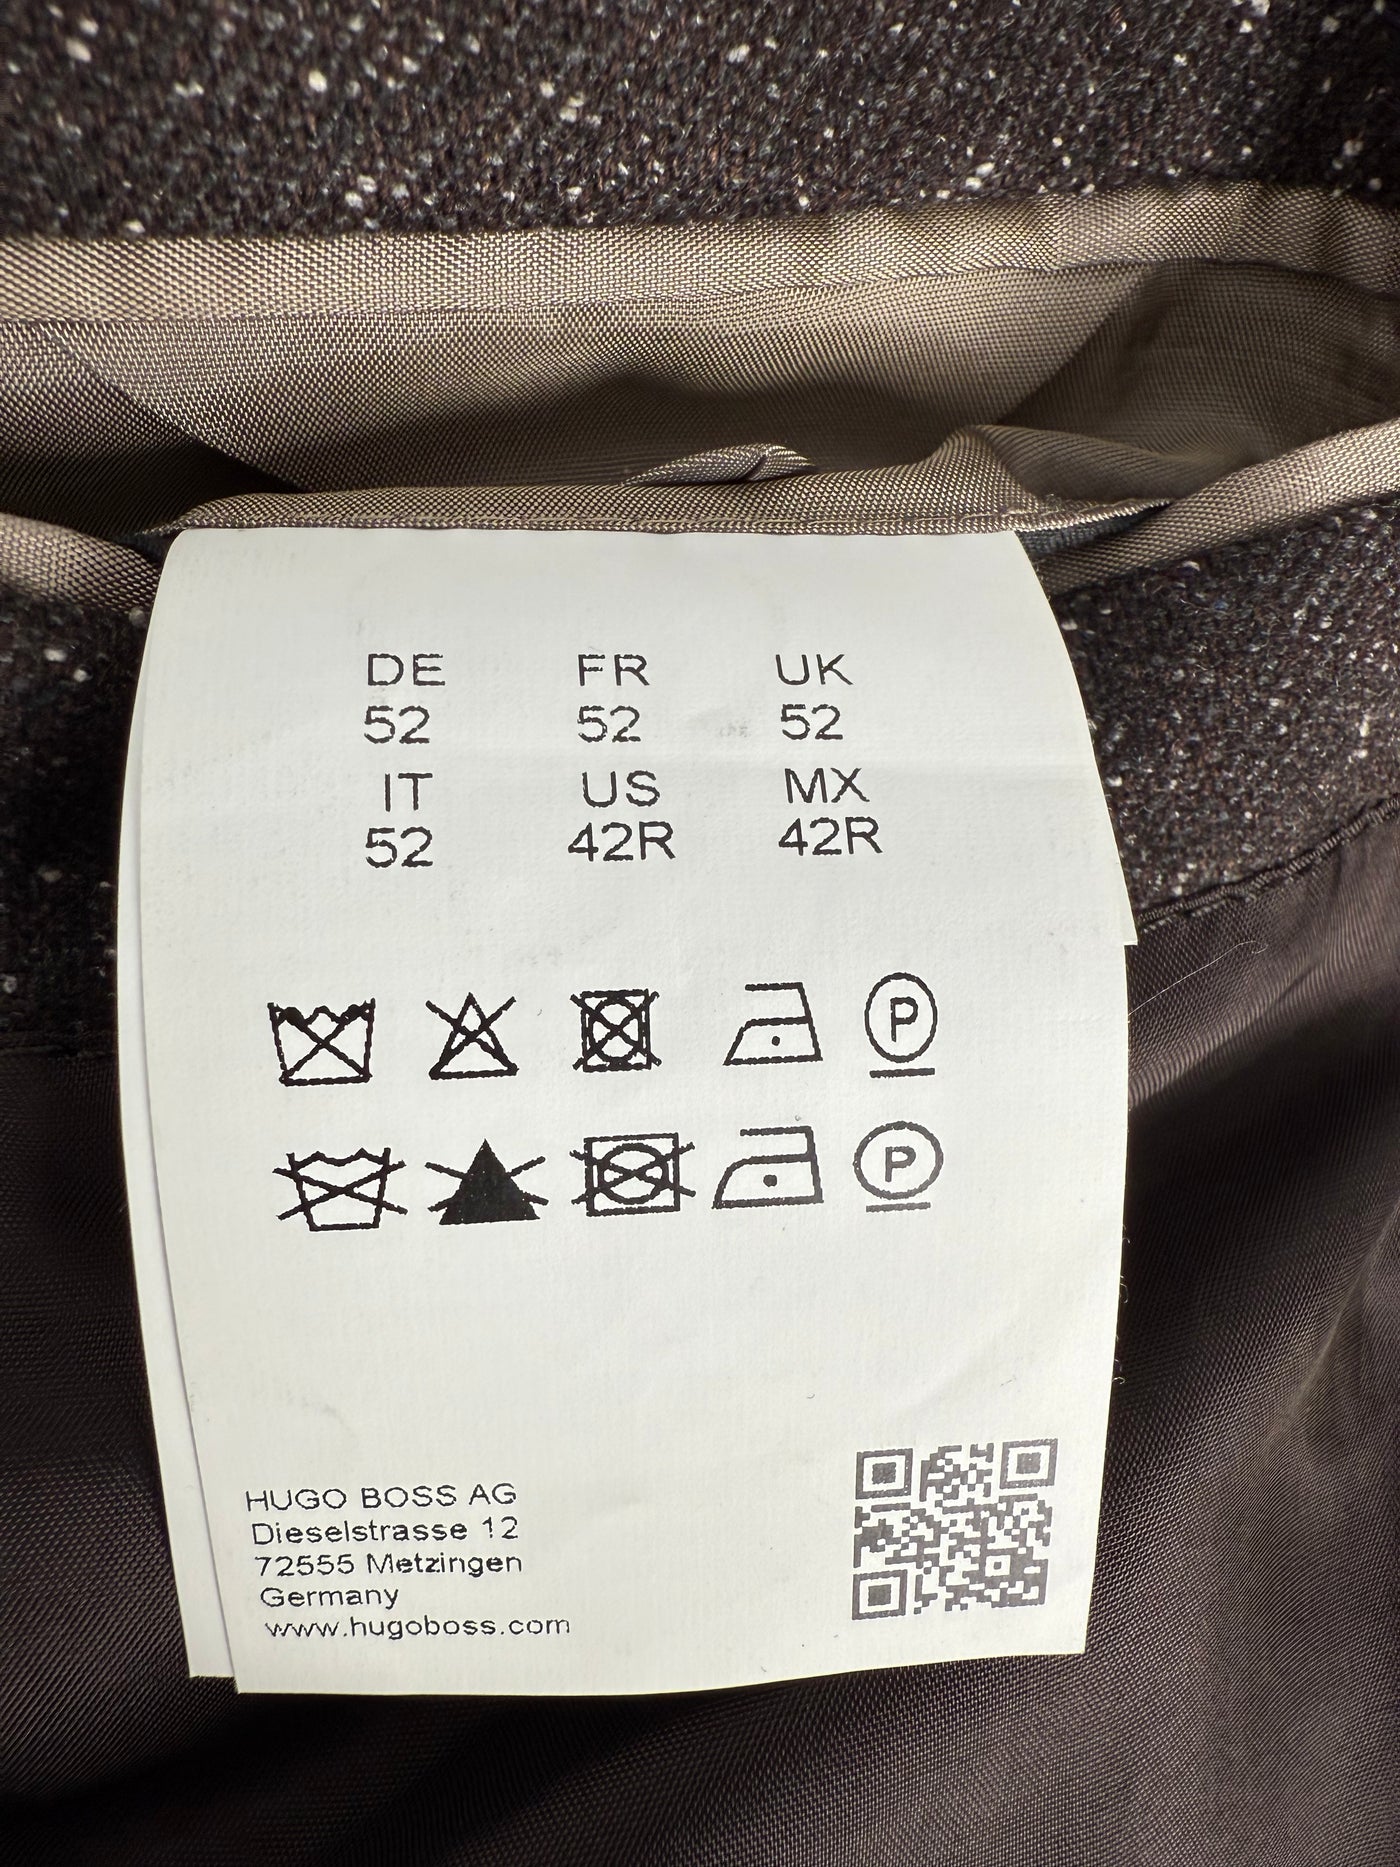 DE FR UK
52 52 52
IT US MX
52 42R 42R
P
P
HUGO BOSS AG
Dieselstrasse 12
72555 Metzingen
Germany
www.hugoboss.com